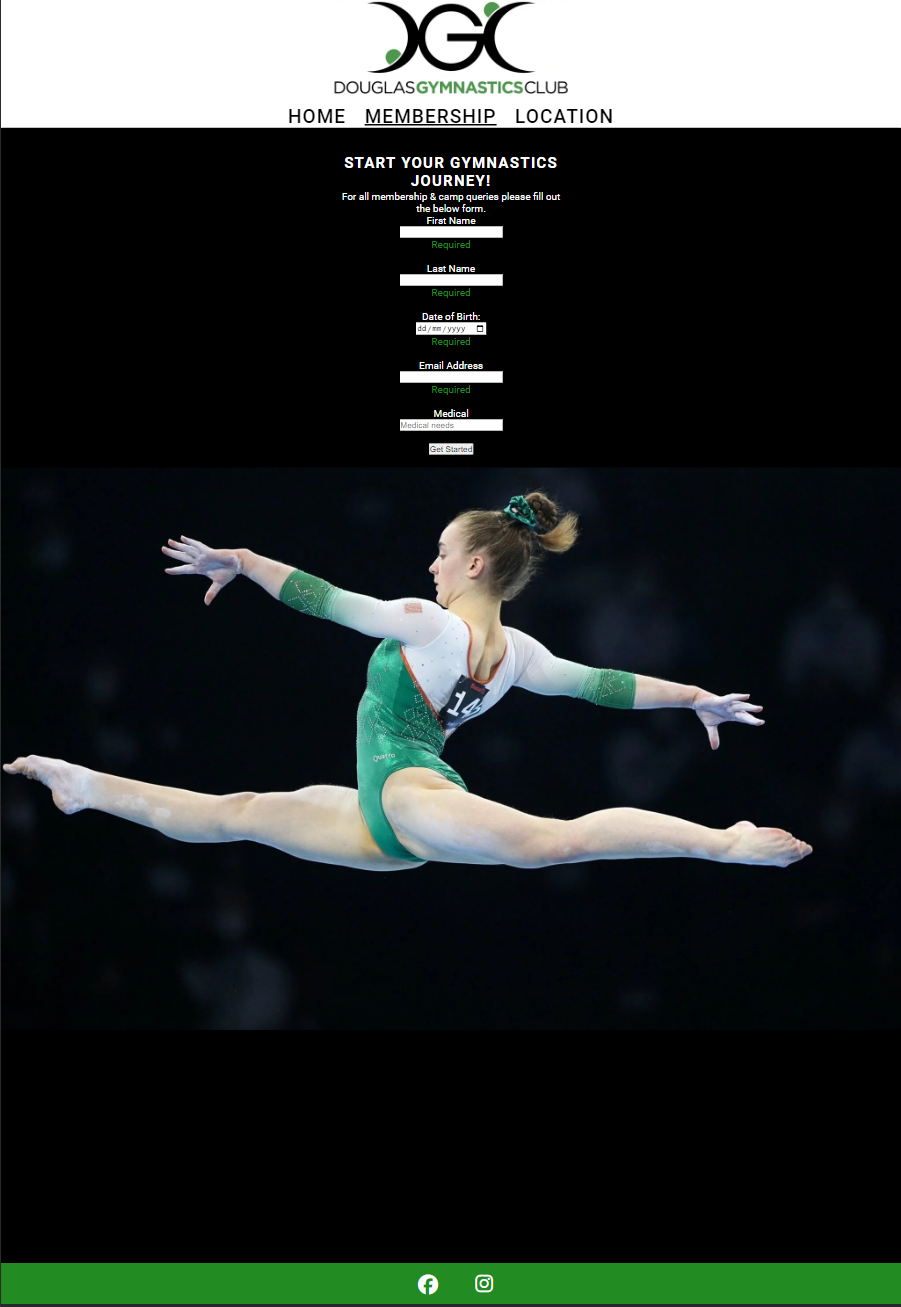 DGC
DOUGLASGYMNASTICSCLUB
HOME MEMBERSHIP LOCATION
START YOUR GYMNASTICS
JOURNEY!
For all membership & camp queries please fill out
the below form.
First Name
Required
Last Name
Required
Date of Birth:
dd/mm/yyyy
Required
Email Address
Required
Medical
Medical needs
Get Started
Quatro